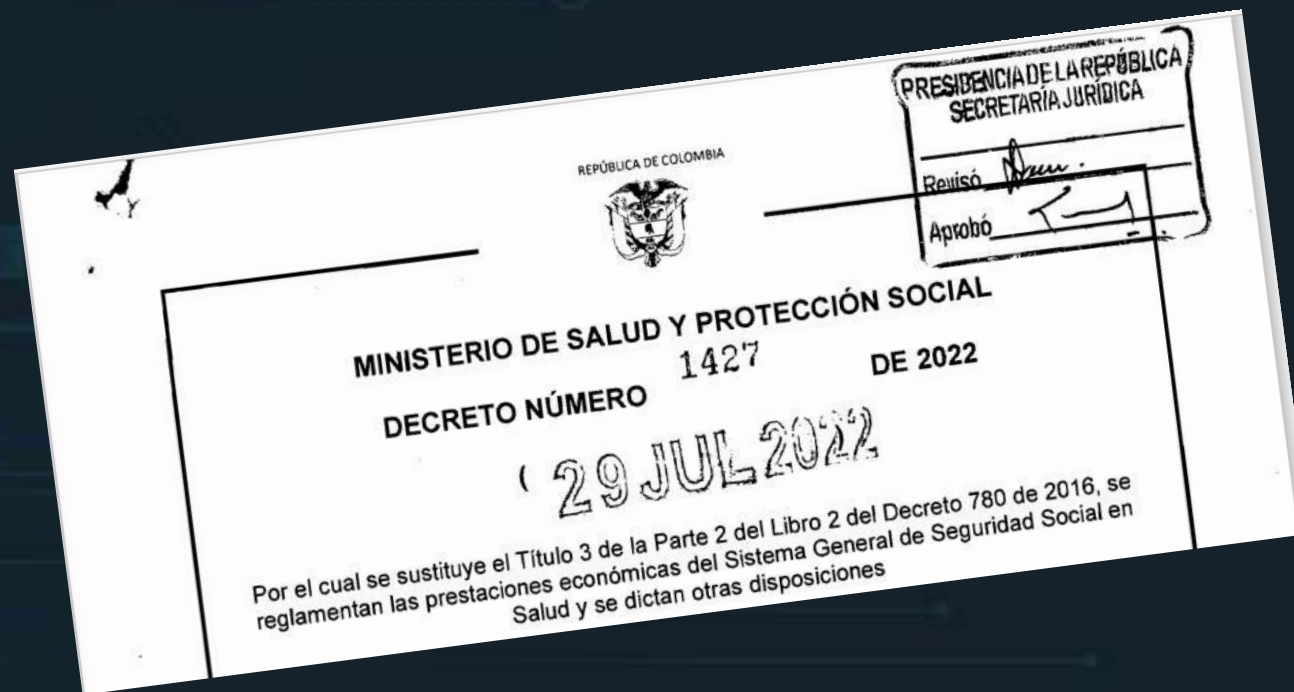 PRESIDENCIA DE LA REPÚBLICA
SECRETARÍA JURÍDICA
Revisó
Aprobó
REPÚBLICA DE COLOMBIA
MINISTERIO DE SALUD Y PROTECCIÓN SOCIAL
DECRETO NÚMERO 1427 DE 2022
( 29 JUL 2022
Por el cual se sustituye el Título 3 de la Parte 2 del Libro 2 del Decreto 780 de 2016, se
reglamentan las prestaciones económicas del Sistema General de Seguridad Social en
Salud y se dictan otras disposiciones